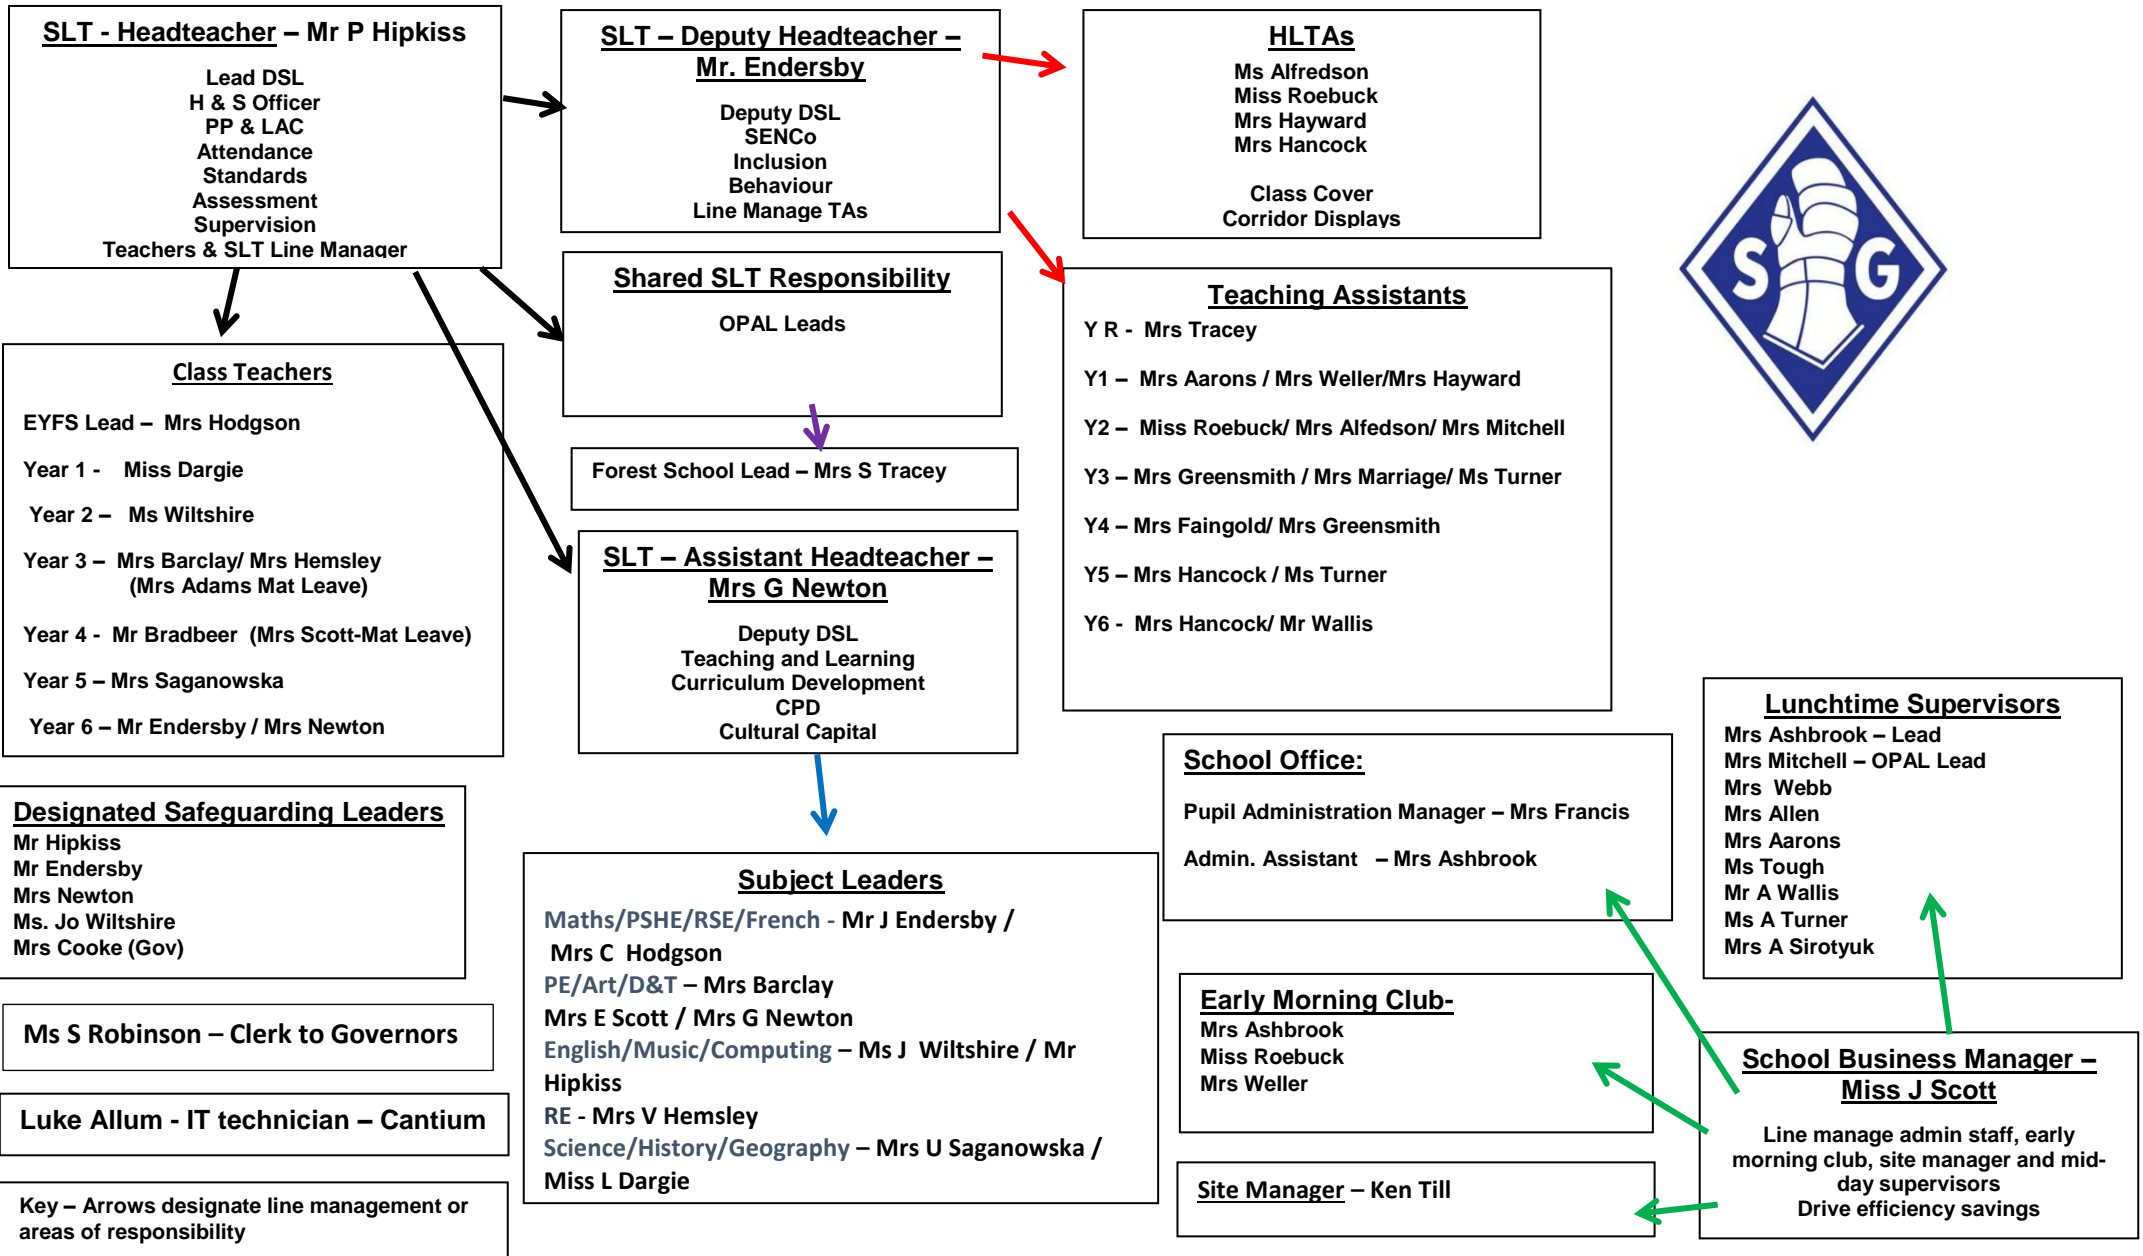 SLT - Headteacher – Mr P Hipkiss
Lead DSL
H & S Officer
PP & LAC
Attendance
Standards
Assessment
Supervision
Teachers & SLT Line Manager
SLT – Deputy Headteacher –
Mr. Endersby
Deputy DSL
SENCo
Inclusion
Behaviour
Line Manage TAs
HLTAs
Ms Alfredson
Miss Roebuck
Mrs Hayward
Mrs Hancock
Class Cover
Corridor Displays
S G
Shared SLT Responsibility
OPAL Leads
Teaching Assistants
Y R - Mrs Tracey
Y1 – Mrs Aarons / Mrs Weller/Mrs Hayward
Y2 – Miss Roebuck/ Mrs Alfedson/ Mrs Mitchell
Y3 – Mrs Greensmith / Mrs Marriage/ Ms Turner
Y4 – Mrs Faingold/ Mrs Greensmith
Y5 – Mrs Hancock / Ms Turner
Y6 - Mrs Hancock/ Mr Wallis
Class Teachers
EYFS Lead – Mrs Hodgson
Year 1 - Miss Dargie
Year 2 – Ms Wiltshire
Year 3 – Mrs Barclay/ Mrs Hemsley
(Mrs Adams Mat Leave)
Year 4 - Mr Bradbeer (Mrs Scott-Mat Leave)
Year 5 – Mrs Saganowska
Year 6 – Mr Endersby / Mrs Newton
Forest School Lead – Mrs S Tracey
SLT – Assistant Headteacher –
Mrs G Newton
Deputy DSL
Teaching and Learning
Curriculum Development
CPD
Cultural Capital
Lunchtime Supervisors
Mrs Ashbrook – Lead
Mrs Mitchell – OPAL Lead
Mrs Webb
Mrs Allen
Mrs Aarons
Ms Tough
Mr A Wallis
Ms A Turner
Mrs A Sirotyuk
School Office:
Pupil Administration Manager – Mrs Francis
Admin. Assistant – Mrs Ashbrook
Designated Safeguarding Leaders
Mr Hipkiss
Mr Endersby
Mrs Newton
Ms. Jo Wiltshire
Mrs Cooke (Gov)
Subject Leaders
Maths/PSHE/RSE/French - Mr J Endersby /
Mrs C Hodgson
PE/Art/D&T – Mrs Barclay
Mrs E Scott / Mrs G Newton
English/Music/Computing – Ms J Wiltshire / Mr
Hipkiss
RE - Mrs V Hemsley
Science/History/Geography – Mrs U Saganowska /
Miss L Dargie
Early Morning Club-
Mrs Ashbrook
Miss Roebuck
Mrs Weller
School Business Manager –
Miss J Scott
Line manage admin staff, early
morning club, site manager and mid-
day supervisors
Drive efficiency savings
Site Manager – Ken Till
Ms S Robinson – Clerk to Governors
Luke Allum - IT technician – Cantium
Key – Arrows designate line management or
areas of responsibility